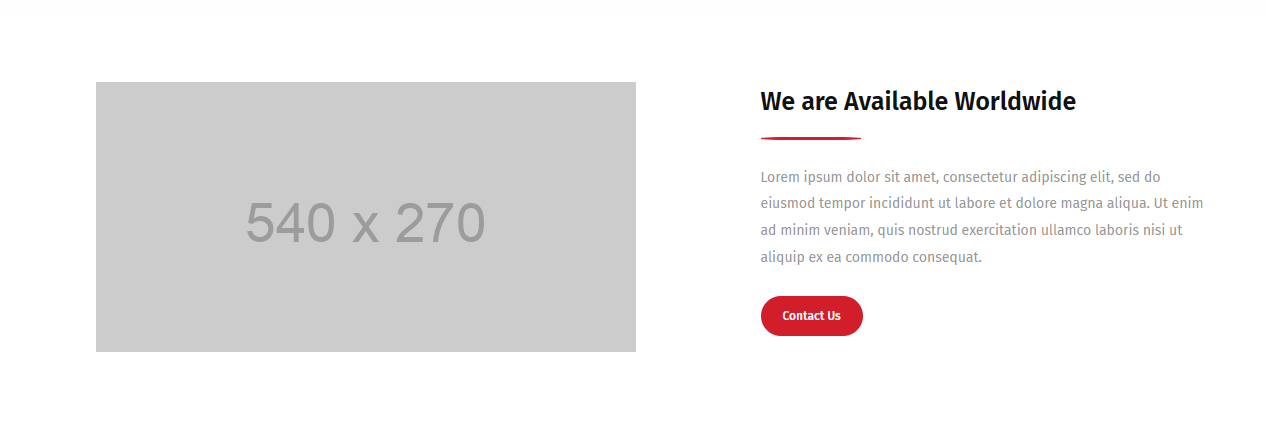 540 x 270
We are Available Worldwide
Lorem ipsum dolor sit amet, consectetur adipiscing elit, sed do
eiusmod tempor incididunt ut labore et dolore magna aliqua. Ut enim
ad minim veniam, quis nostrud exercitation ullamco laboris nisi ut
aliquip ex ea commodo consequat.
Contact Us